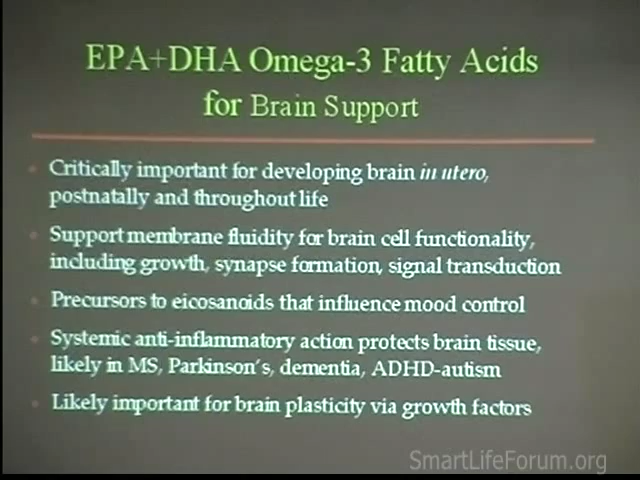 EPA+DHA Omega-3 Fatty Acids
for Brain Support
Critically important for developing brain in utero,
postnatally and throughout life
Support membrane fluidity for brain cell functionality,
including growth, synapse formation, signal transduction
Precursors to eicosanoids that influence mood control
Systemic anti-inflammatory action protects brain tissue,
likely in MS, Parkinson's, dementia, ADHD-autism
Likely important for brain plasticity via growth factors
SmartLifeForum.org